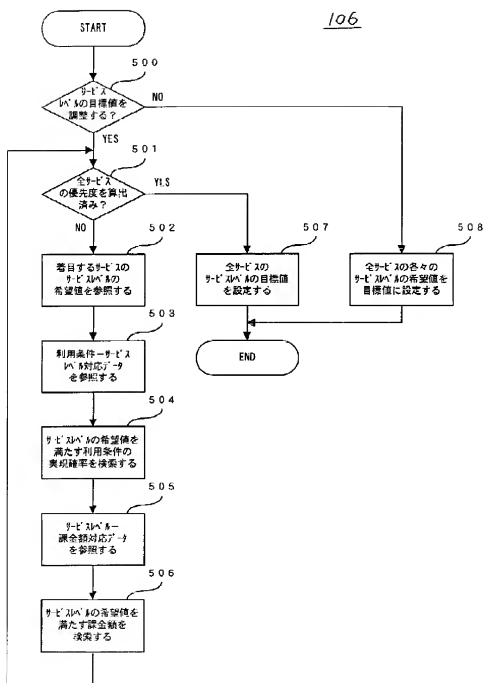 106
START
500
サービス
レベルの目標値を
調整する？
NO
YES
501
全サービス
の優先度を算出
済み？
YES
NO
502
着目するサービスの
サービスレベルの
希望値を参照する
503
利用条件－サービス
レベル対応データ
を参照する
504
サービスレベルの希望値を
満たす利用条件の
実現確率を検索する
505
サービスレベル－
課金額対応データ
を参照する
506
サービスレベルの希望値を
満たす課金額を
検索する
507
全サービスの
サービスレベルの目標値
を設定する
508
全サービスの各々の
サービスレベルの希望値を
目標値に設定する
END